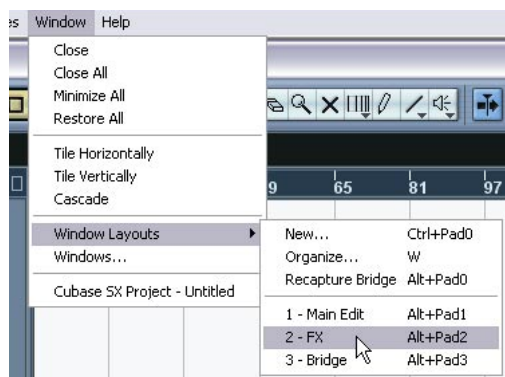 es Window Help
Close
Close All
Minimize All
Restore All
Tile Horizontally
Tile Vertically
Cascade
9 65 81 97
Window Layouts
Windows...
Cubase SX Project - Untitled
New... Ctrl+Pad0
Organize... W
Recapture Bridge Alt+Pad0
1 - Main Edit Alt+Pad1
2 - FX Alt+Pad2
3 - Bridge Alt+Pad3